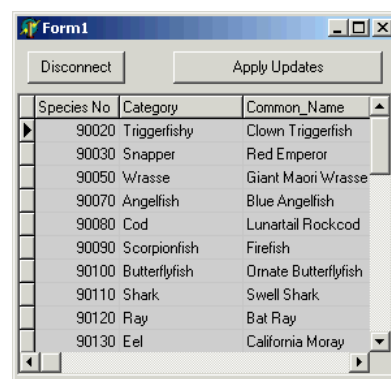 Form1
Disconnect Apply Updates
Species No Category Common_Name
90020 Triggerfishy Clown Triggerfish
90030 Snapper Red Emperor
90050 Wrasse Giant Maori Wrasse
90070 Angelfish Blue Angelfish
90080 Cod Lunartail Rockcod
90090 Scorpionfish Firefish
90100 Butterflyfish Ornate Butterflyfish
90110 Shark Swell Shark
90120 Ray Bat Ray
90130 Eel California Moray